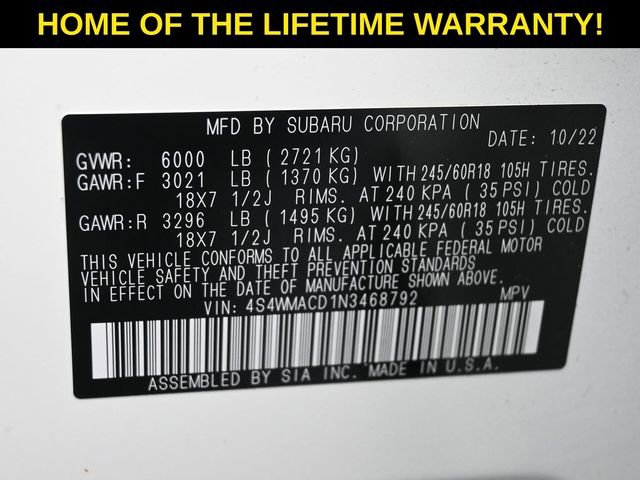 HOME OF THE LIFETIME WARRANTY!
MFD BY SUBARU CORPORATION
DATE: 10/22
GVWR: 6000 LB ( 2721 KG)
GAWR:F 3021 LB ( 1370 KG) WITH 245/60R18 105H TIRES.
18X7 1/2J RIMS. AT 240 KPA ( 35 PSI) COLD
GAWR:R 3296 LB ( 1495 KG) WITH 245/60R18 105H TIRES.
18X7 1/2J RIMS. AT 240 KPA ( 35 PSI) COLD
THIS VEHICLE CONFORMS TO ALL APPLICABLE FEDERAL MOTOR
VEHICLE SAFETY AND THEFT PREVENTION STANDARDS
IN EFFECT ON THE DATE OF MANUFACTURE SHOWN ABOVE.
VIN: 4S4WMACD1N3468792 MPV
ASSEMBLED BY SIA INC. MADE IN U.S.A.